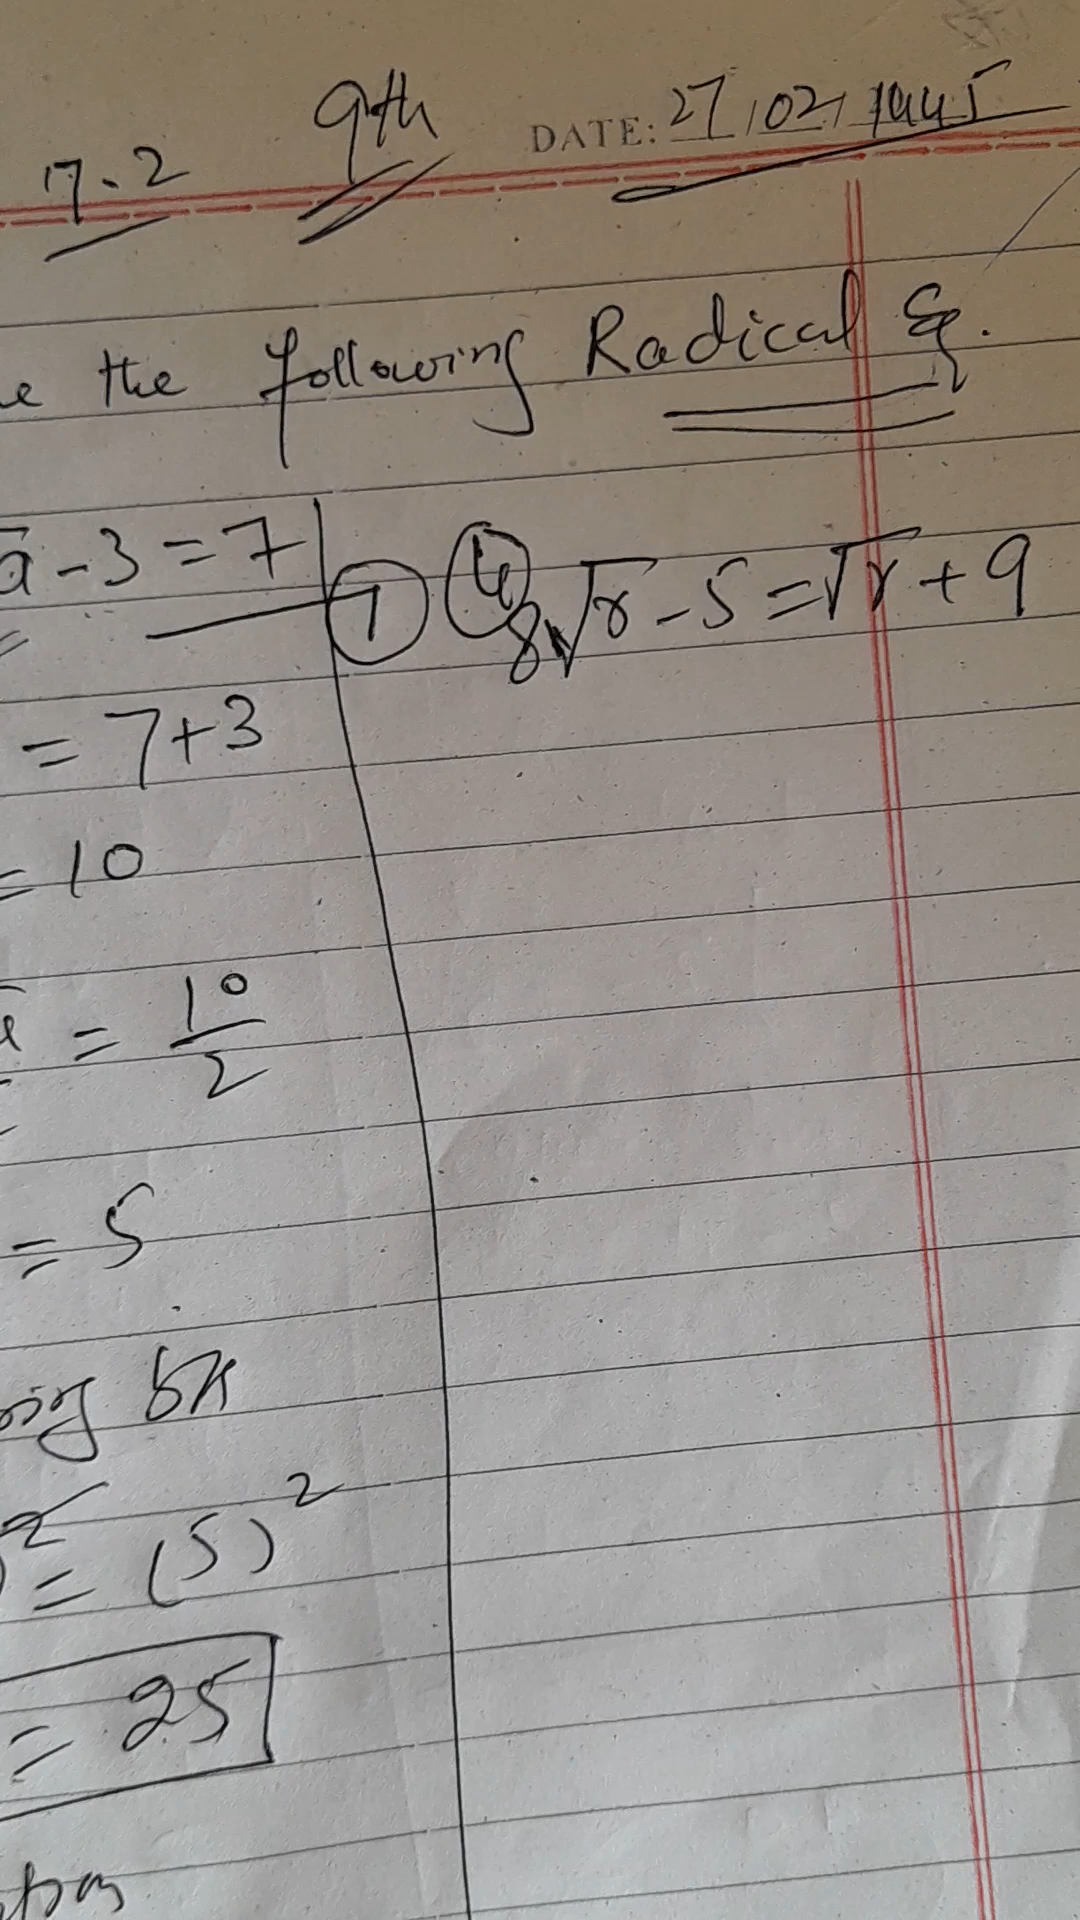 7.2 9th DATE: 27/02/1445
the following Radical Eq.
a - 3 = 7
= 7+3
= 10
= 10/2
= 5
= (5)²
= 25
① ④ 8√r - 5 = √r + 9